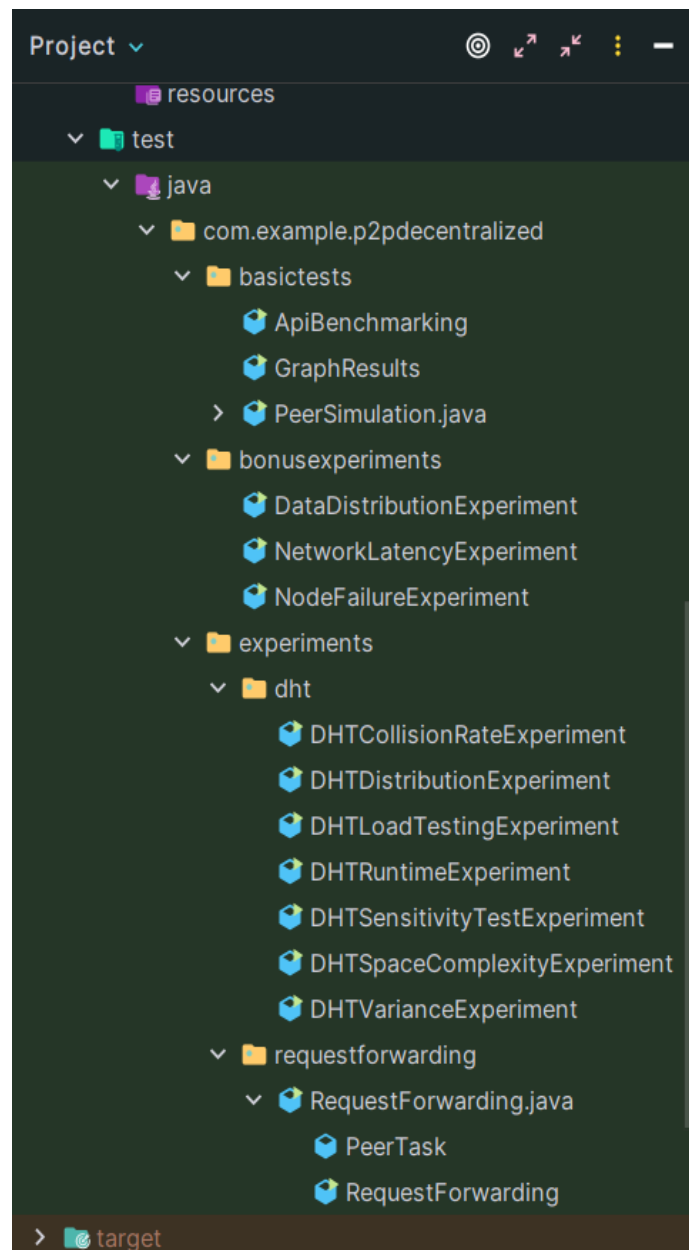 Project
resources
test
java
com.example.p2pdecentralized
basictests
ApiBenchmarking
GraphResults
PeerSimulation.java
bonusexperiments
DataDistributionExperiment
NetworkLatencyExperiment
NodeFailureExperiment
experiments
dht
DHTCollisionRateExperiment
DHTDistributionExperiment
DHTLoadTestingExperiment
DHTRuntimeExperiment
DHTSensitivityTestExperiment
DHTSpaceComplexityExperiment
DHTVarianceExperiment
requestforwarding
RequestForwarding.java
PeerTask
RequestForwarding
target